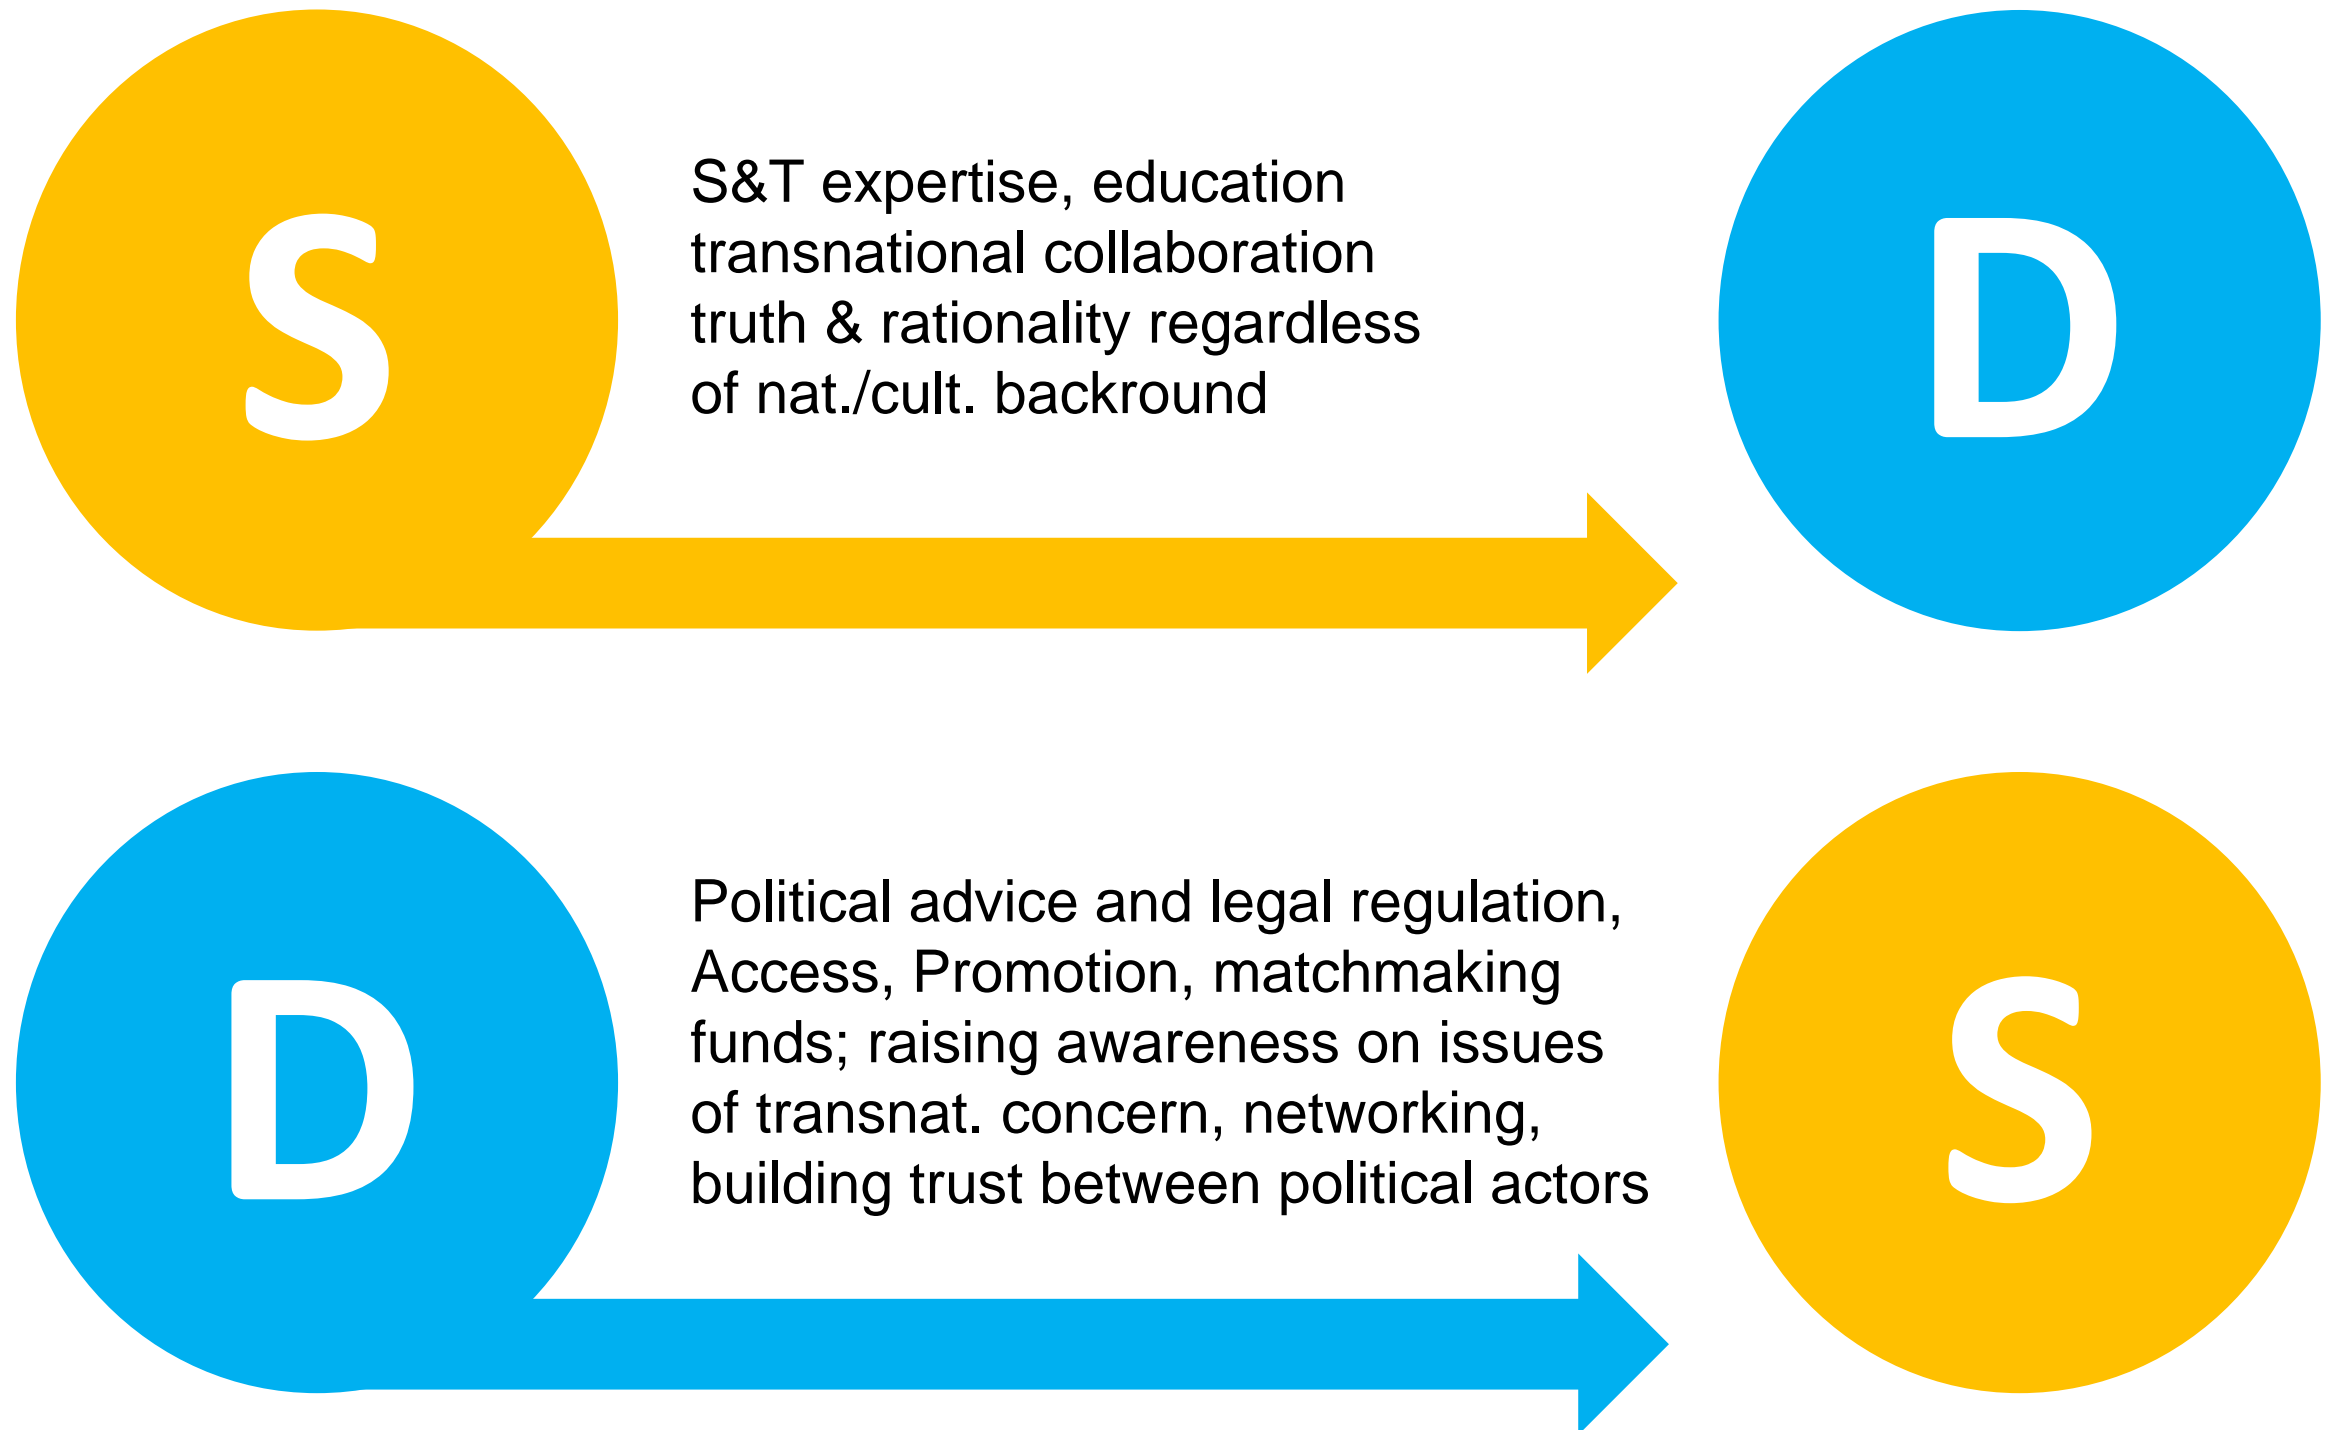 S
S&T expertise, education
transnational collaboration
truth & rationality regardless
of nat./cult. backround
D
D
Political advice and legal regulation,
Access, Promotion, matchmaking
funds; raising awareness on issues
of transnat. concern, networking,
building trust between political actors
S